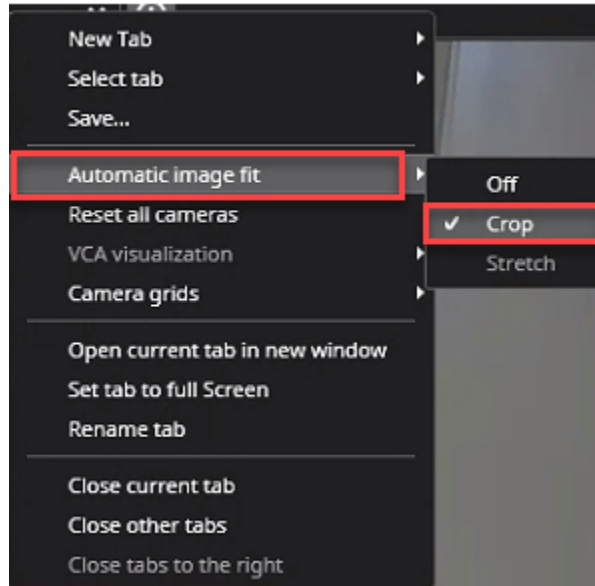 New Tab
Select tab
Save...
Automatic image fit
Off
Reset all cameras
Crop
VCA visualization
Stretch
Camera grids
Open current tab in new window
Set tab to full Screen
Rename tab
Close current tab
Close other tabs
Close tabs to the right